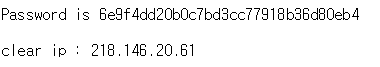 Password is 6e9f4dd20b0c7bd3cc77918b36d80eb4
clear ip : 218.146.20.61